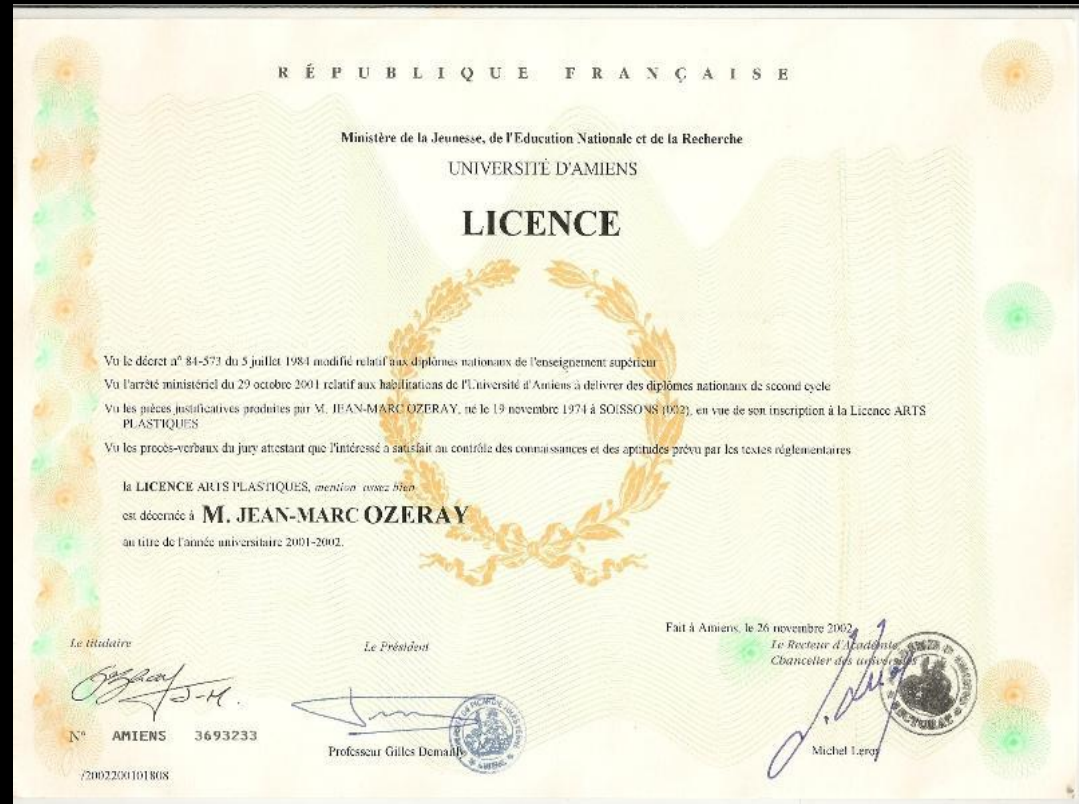 RÉPUBLIQUE FRANÇAISE
Ministère de la Jeunesse, de l'Education Nationale et de la Recherche
UNIVERSITÉ D'AMIENS
LICENCE
Vu le décret n° 84-573 du 5 juillet 1984 modifié relatif aux diplômes nationaux de l'enseignement supérieur
Vu l'arrêté ministériel du 29 octobre 2001 relatif aux habilitations de l'Université d'Amiens à delivrer des diplômes nationaux de second cycle
Vu les pièces justificatives produites par M. JEAN-MARC OZERAY, né le 19 novembre 1974 à SOISSONS (002), en vue de son inscription à la Licence ARTS
PLASTIQUES
Vu les procès-verbaux du jury attestant que l'intéressé a satisfait au contrôle des connaissances et des aptitudes prévu par les textes réglementaires
la LICENCE ARTS PLASTIQUES, mention assez bien
est décernée à M. JEAN-MARC OZERAY
au titre de l'année universitaire 2001-2002.
Fait à Amiens, le 26 novembre 2002
Le titulaire
Le Président
Le Recteur d'Académie
Chancelier des universités
J-M.
N° AMIENS 3693233
Professeur Gilles Demailly
Michel Leroy
/2002200101808